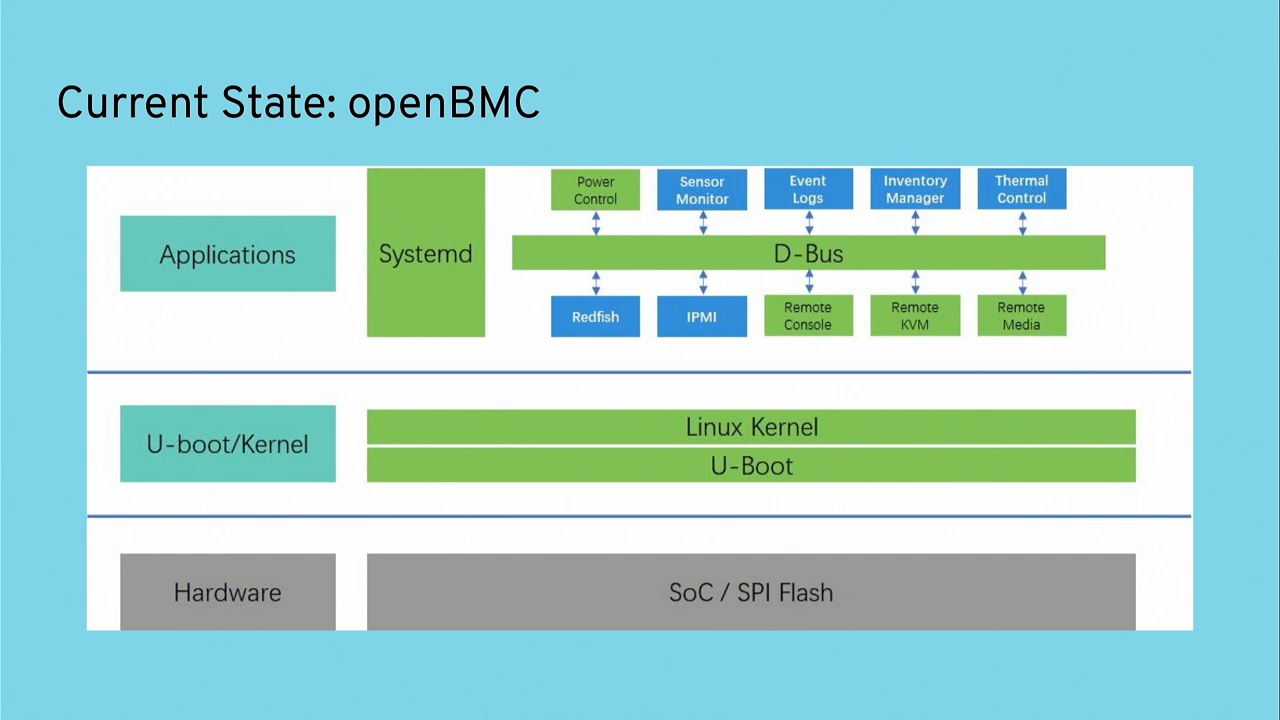 Current State: openBMC
Applications
Systemd
Power
Control
Sensor
Monitor
Event
Logs
Inventory
Manager
Thermal
Control
D-Bus
Redfish
IPMI
Remote
Console
Remote
KVM
Remote
Media
U-boot/Kernel
Linux Kernel
U-Boot
Hardware
SoC / SPI Flash